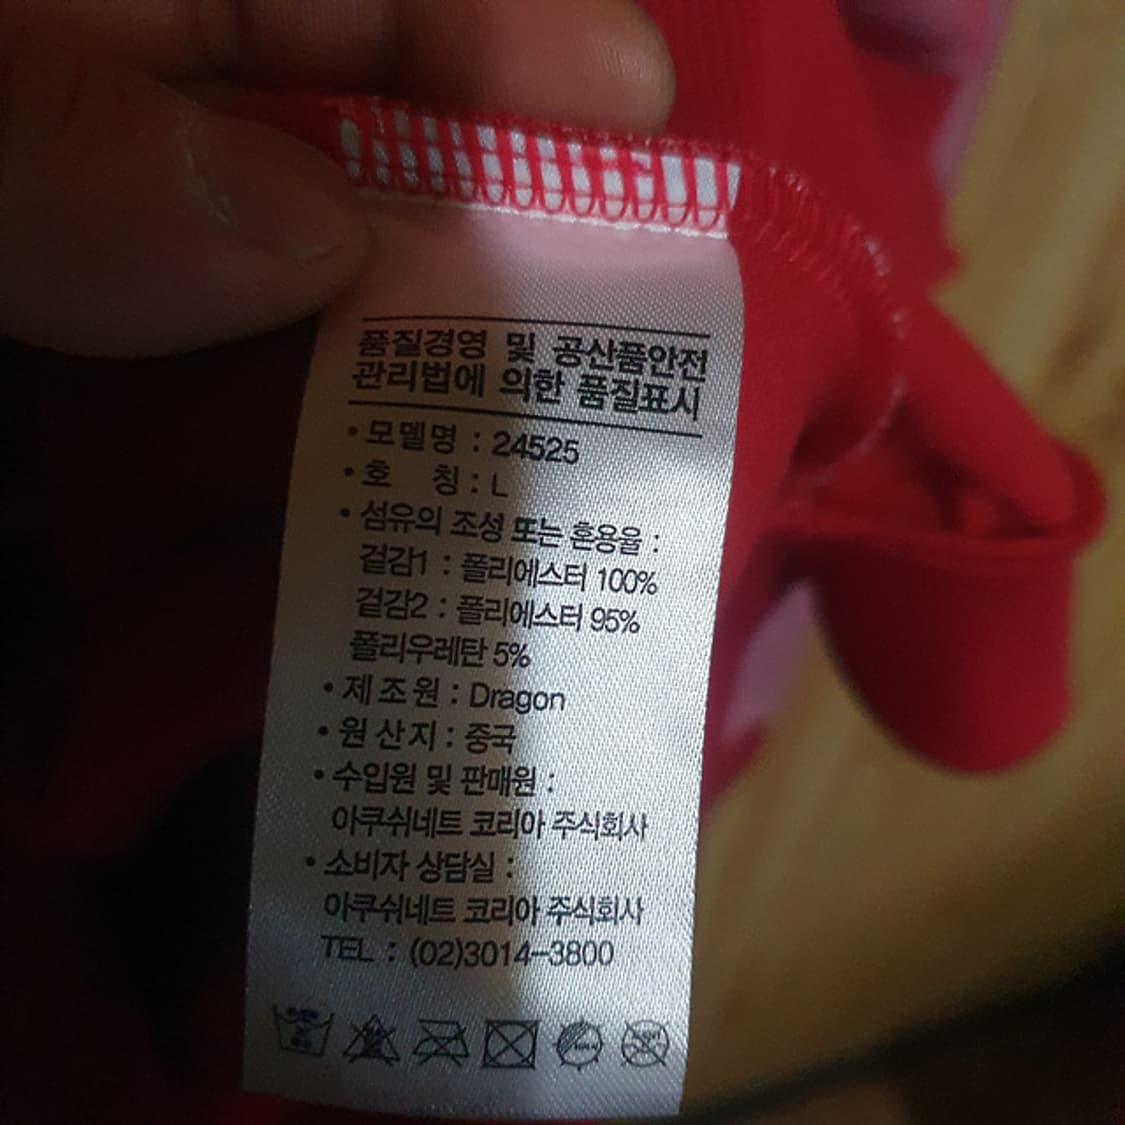 품질경영 및 공산품안전
관리법에 의한 품질표시
• 모델명 : 24525
• 호 칭 : L
• 섬유의 조성 또는 혼용율 :
겉감1 : 폴리에스터 100%
겉감2 : 폴리에스터 95%
폴리우레탄 5%
• 제조원 : Dragon
• 원산지 : 중국
• 수입원 및 판매원 :
아쿠쉬네트 코리아 주식회사
• 소비자 상담실 :
아쿠쉬네트 코리아 주식회사
TEL : (02)3014-3800